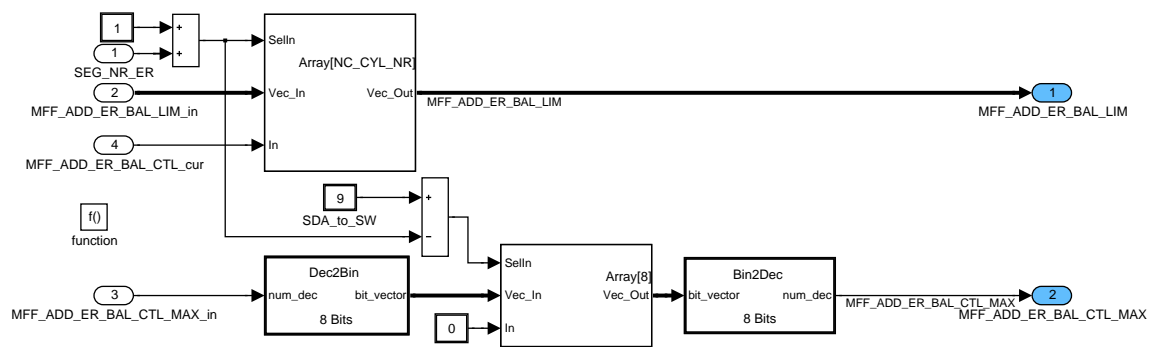 1
+
+
1
SEG_NR_ER
2
MFF_ADD_ER_BAL_LIM_in
4
MFF_ADD_ER_BAL_CTL_cur
SelIn
Array[NC_CYL_NR]
Vec_In
Vec_Out
In
MFF_ADD_ER_BAL_LIM
1
MFF_ADD_ER_BAL_LIM
9
SDA_to_SW
+
−
f()
function
3
MFF_ADD_ER_BAL_CTL_MAX_in
Dec2Bin
num_dec
bit_vector
8 Bits
0
SelIn
Array[8]
Vec_In
Vec_Out
In
Bin2Dec
bit_vector
num_dec
8 Bits
MFF_ADD_ER_BAL_CTL_MAX
2
MFF_ADD_ER_BAL_CTL_MAX